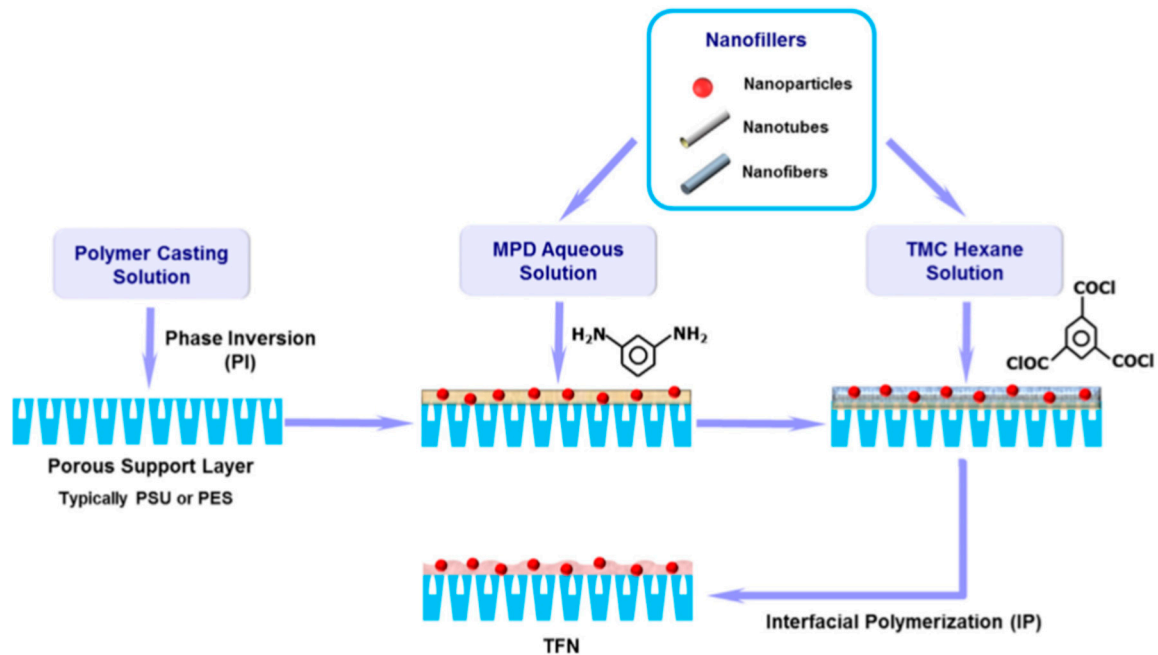 Nanofillers
Nanoparticles
Nanotubes
Nanofibers
Polymer Casting
Solution
MPD Aqueous
Solution
TMC Hexane
Solution
Phase Inversion
(PI)
H₂N
NH₂
COCl
ClOC
COCl
Porous Support Layer
Typically PSU or PES
Interfacial Polymerization (IP)
TFN